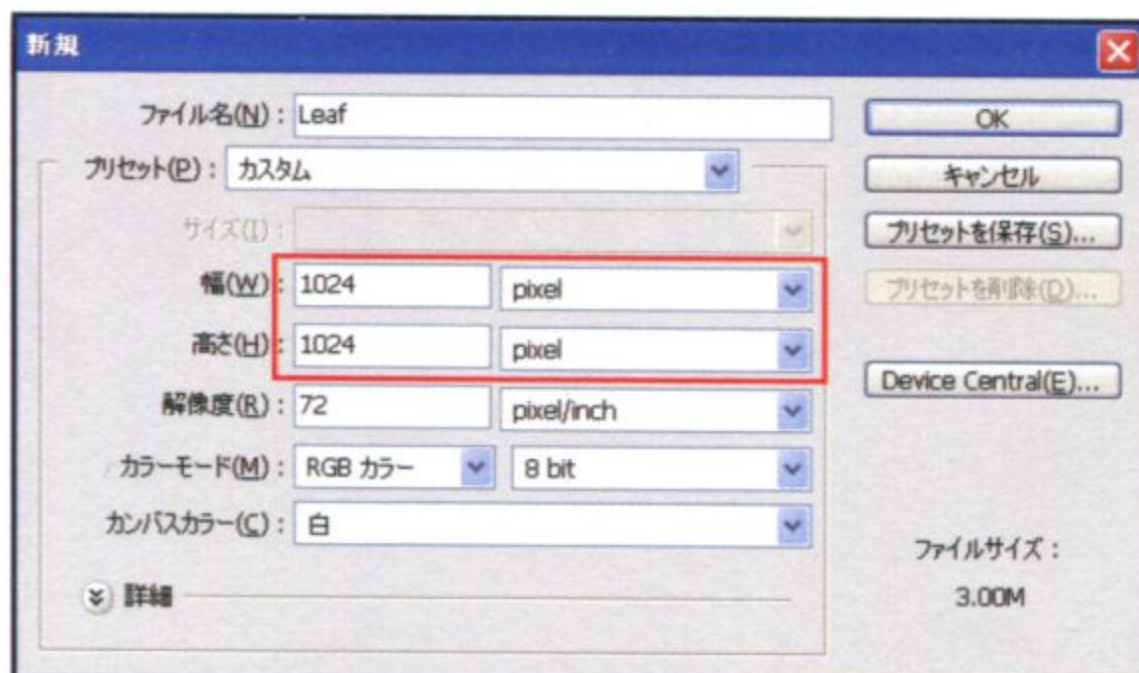 新規
ファイル名(N) : Leaf
OK
プリセット(P) : カスタム
キャンセル
サイズ(I) :
プリセットを保存(S)...
幅(W) : 1024 pixel
プリセットを削除(D)...
高さ(H) : 1024 pixel
解像度(R) : 72 pixel/inch
Device Central(E)...
カラーモード(M) : RGB カラー 8 bit
カンバスカラー(C) : 白
ファイルサイズ :
詳細
3.00M